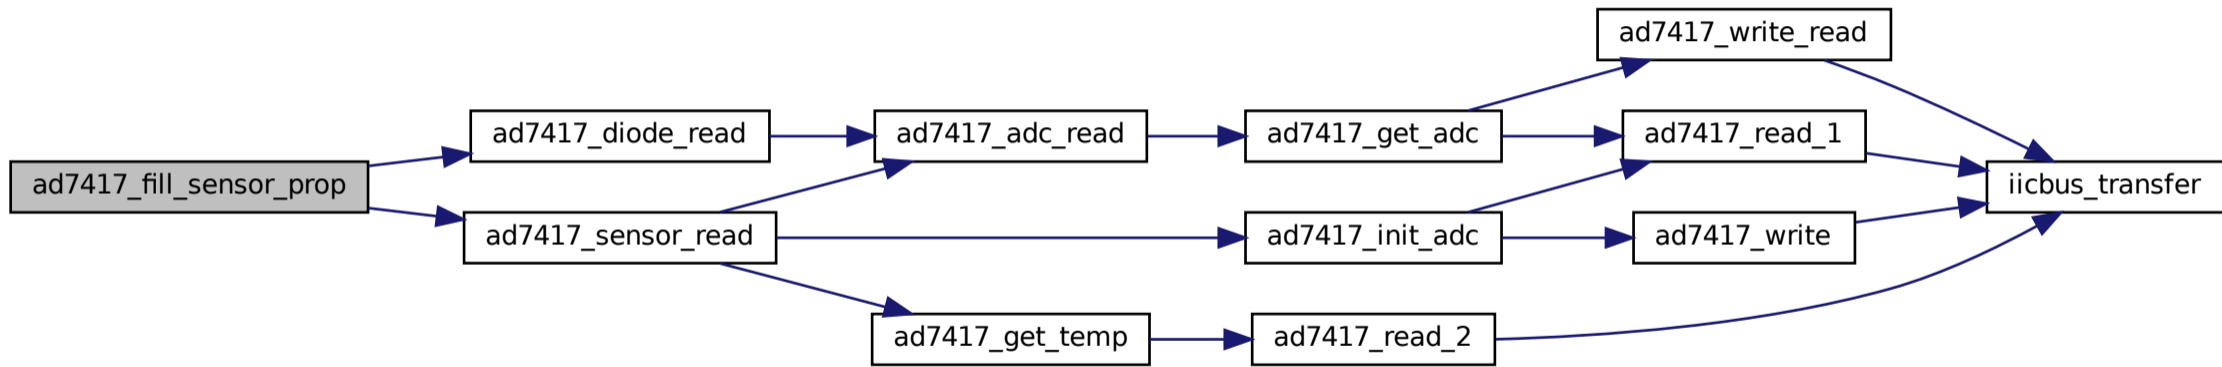 ad7417_fill_sensor_prop
ad7417_diode_read
ad7417_sensor_read
ad7417_adc_read
ad7417_get_temp
ad7417_get_adc
ad7417_init_adc
ad7417_read_2
ad7417_write_read
ad7417_read_1
ad7417_write
iicbus_transfer